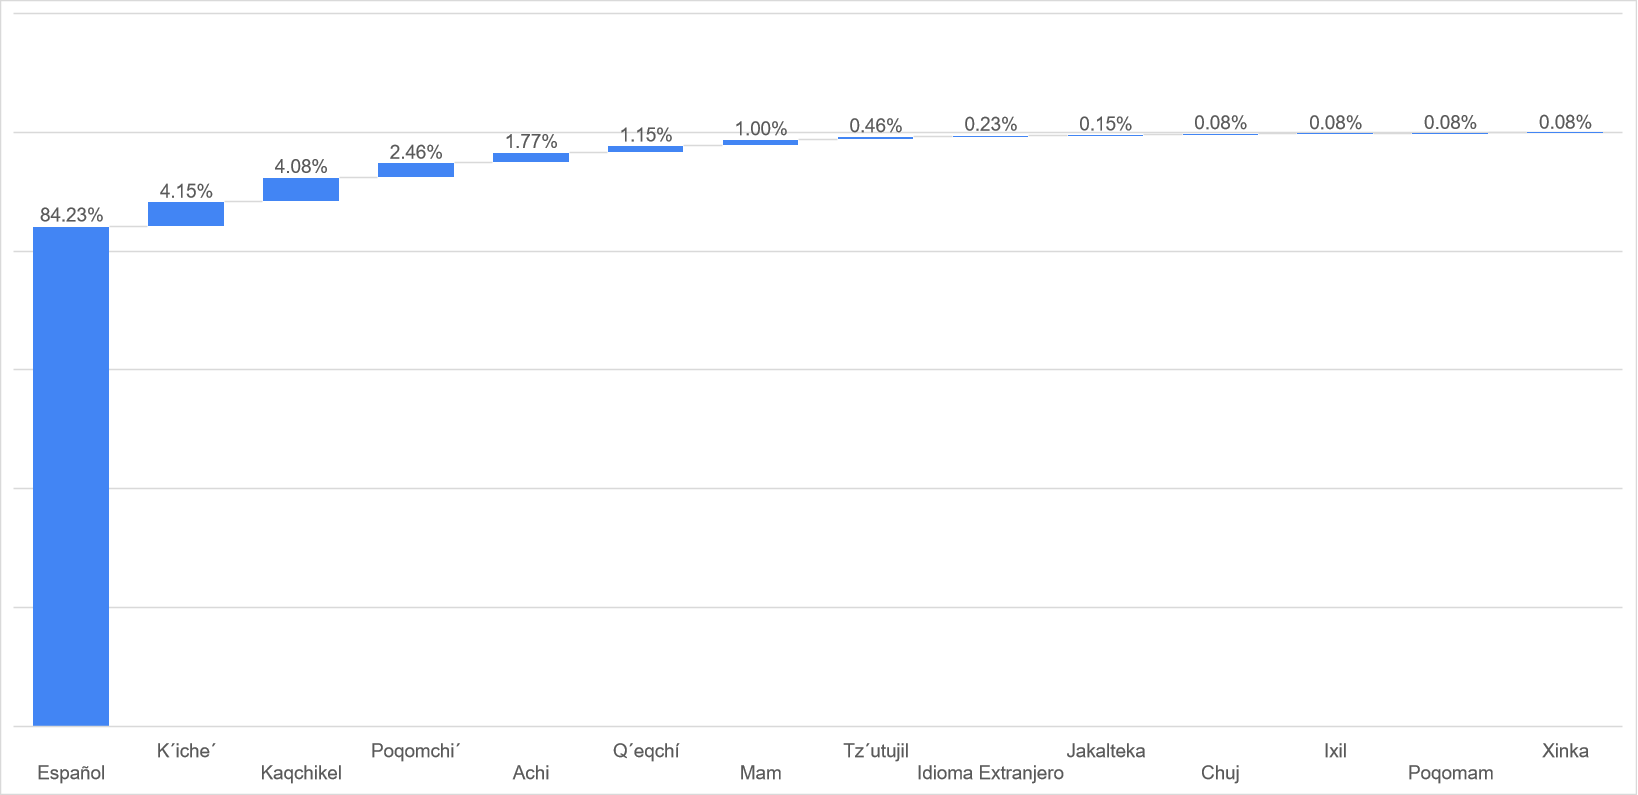 84.23%
4.15%
4.08%
2.46%
1.77%
1.15%
1.00%
0.46%
0.23%
0.15%
0.08%
0.08%
0.08%
0.08%
Español
K´iche´
Kaqchikel
Poqomchi´
Achi
Q´eqchí
Mam
Tz´utujil
Idioma Extranjero
Jakalteka
Chuj
Ixil
Poqomam
Xinka